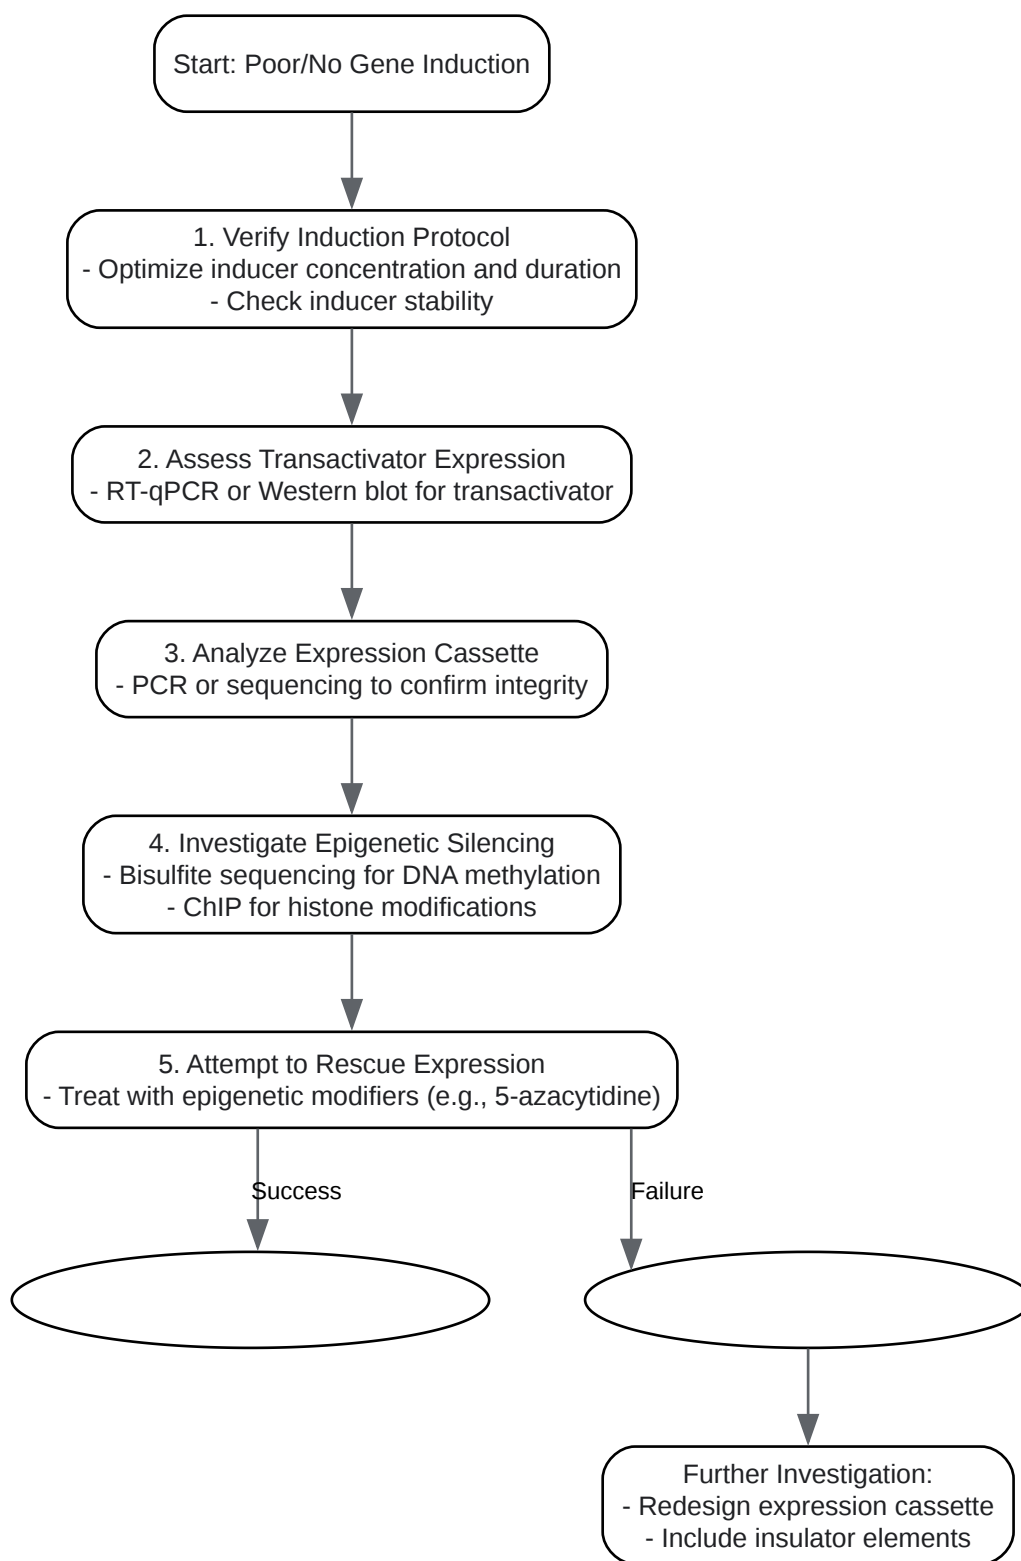 Start: Poor/No Gene Induction
1. Verify Induction Protocol
- Optimize inducer concentration and duration
- Check inducer stability
2. Assess Transactivator Expression
- RT-qPCR or Western blot for transactivator
3. Analyze Expression Cassette
- PCR or sequencing to confirm integrity
4. Investigate Epigenetic Silencing
- Bisulfite sequencing for DNA methylation
- ChIP for histone modifications
5. Attempt to Rescue Expression
- Treat with epigenetic modifiers (e.g., 5-azacytidine)
Success
Failure
Further Investigation:
- Redesign expression cassette
- Include insulator elements